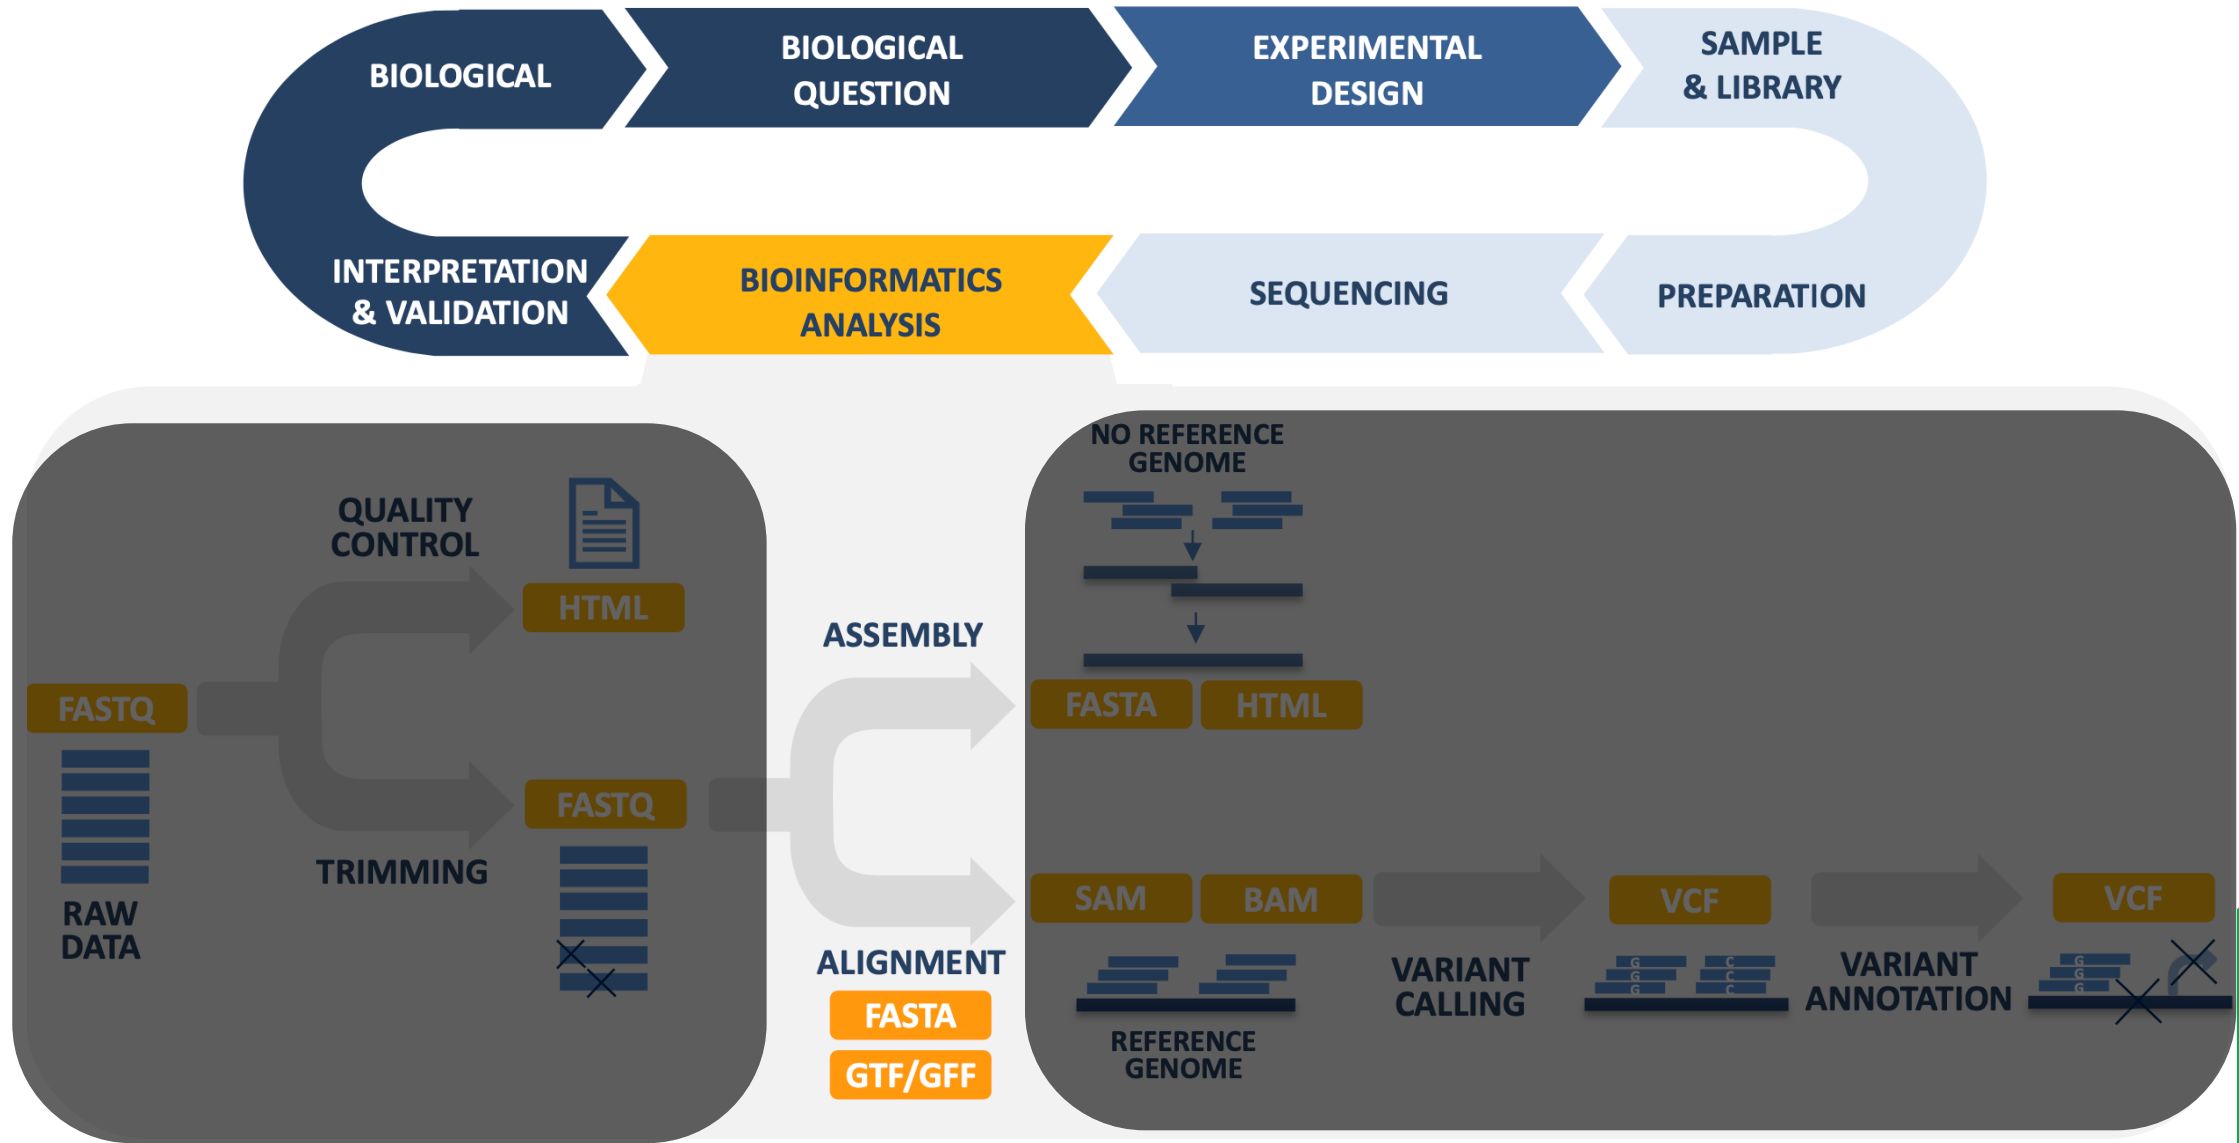 BIOLOGICAL
BIOLOGICAL
QUESTION
EXPERIMENTAL
DESIGN
SAMPLE
& LIBRARY
PREPARATION
SEQUENCING
BIOINFORMATICS
ANALYSIS
INTERPRETATION
& VALIDATION
FASTQ
RAW
DATA
QUALITY
CONTROL
HTML
TRIMMING
FASTQ
ASSEMBLY
ALIGNMENT
FASTA
GTF/GFF
NO REFERENCE
GENOME
FASTA
HTML
SAM
BAM
REFERENCE
GENOME
VARIANT
CALLING
VCF
G
C
G
C
G
C
VARIANT
ANNOTATION
VCF
G
G
G